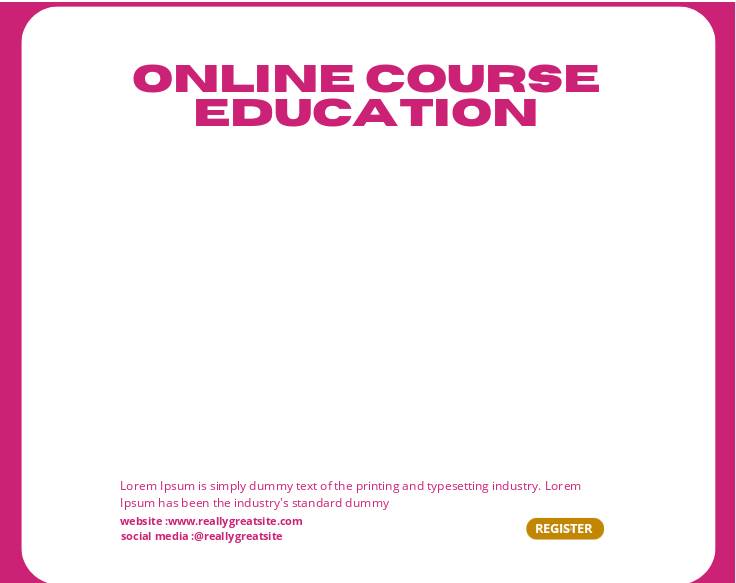 ONLINE COURSE
EDUCATION
Lorem Ipsum is simply dummy text of the printing and typesetting industry. Lorem
Ipsum has been the industry's standard dummy
website :www.reallygreatsite.com
social media :@reallygreatsite
REGISTER